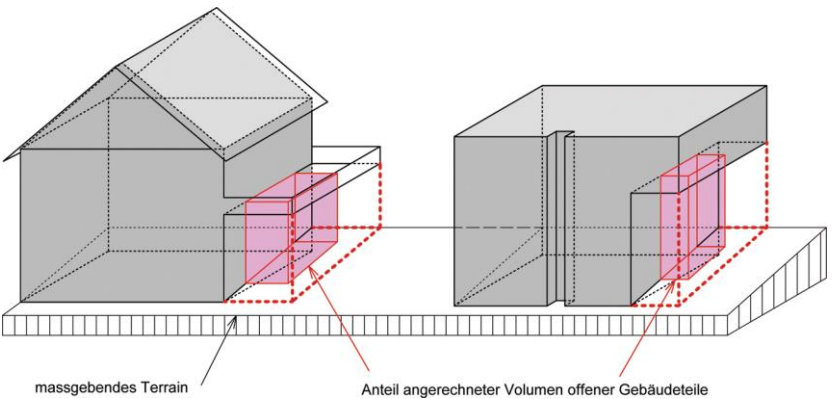 massgebendes Terrain
Anteil angerechneter Volumen offener Gebäudeteile